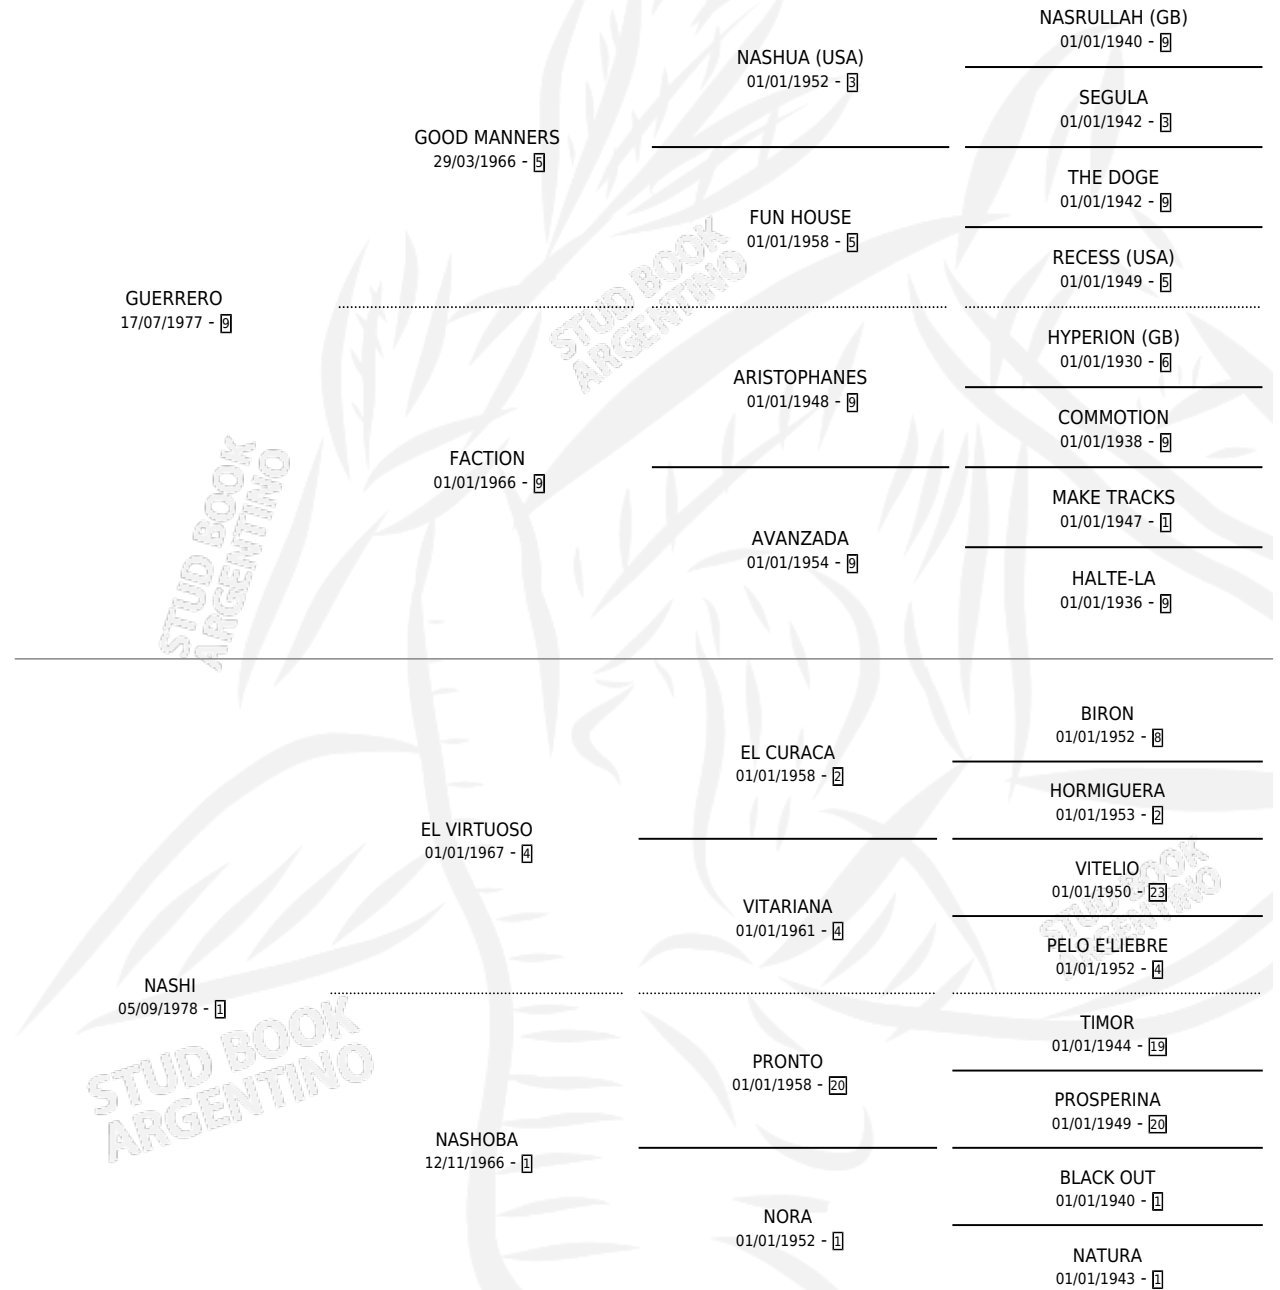 NASRULLAH (GB)
01/01/1940 - 9
NASHUA (USA)
01/01/1952 - 3
SEGULA
01/01/1942 - 3
GOOD MANNERS
29/03/1966 - 5
THE DOGE
01/01/1942 - 9
FUN HOUSE
01/01/1958 - 5
RECESS (USA)
01/01/1949 - 5
GUERRERO
17/07/1977 - 9
HYPERION (GB)
01/01/1930 - 6
ARISTOPHANES
01/01/1948 - 9
COMMOTION
01/01/1938 - 9
FACTION
01/01/1966 - 9
MAKE TRACKS
01/01/1947 - 1
AVANZADA
01/01/1954 - 9
HALTE-LA
01/01/1936 - 9
BIRON
01/01/1952 - 8
EL CURACA
01/01/1958 - 2
HORMIGUERA
01/01/1953 - 2
EL VIRTUOSO
01/01/1967 - 4
VITELIO
01/01/1950 - 23
VITARIANA
01/01/1961 - 4
PELO E'LIEBRE
01/01/1952 - 4
NASHI
05/09/1978 - 1
TIMOR
01/01/1944 - 19
PRONTO
01/01/1958 - 20
PROSPERINA
01/01/1949 - 20
NASHOBA
12/11/1966 - 1
BLACK OUT
01/01/1940 - 1
NORA
01/01/1952 - 1
NATURA
01/01/1943 - 1
STUD BOOK
ARGENTINO
STUD BOOK
ARGENTINO
STUD BOOK
ARGENTINO
STUD BOOK
ARGENTINO